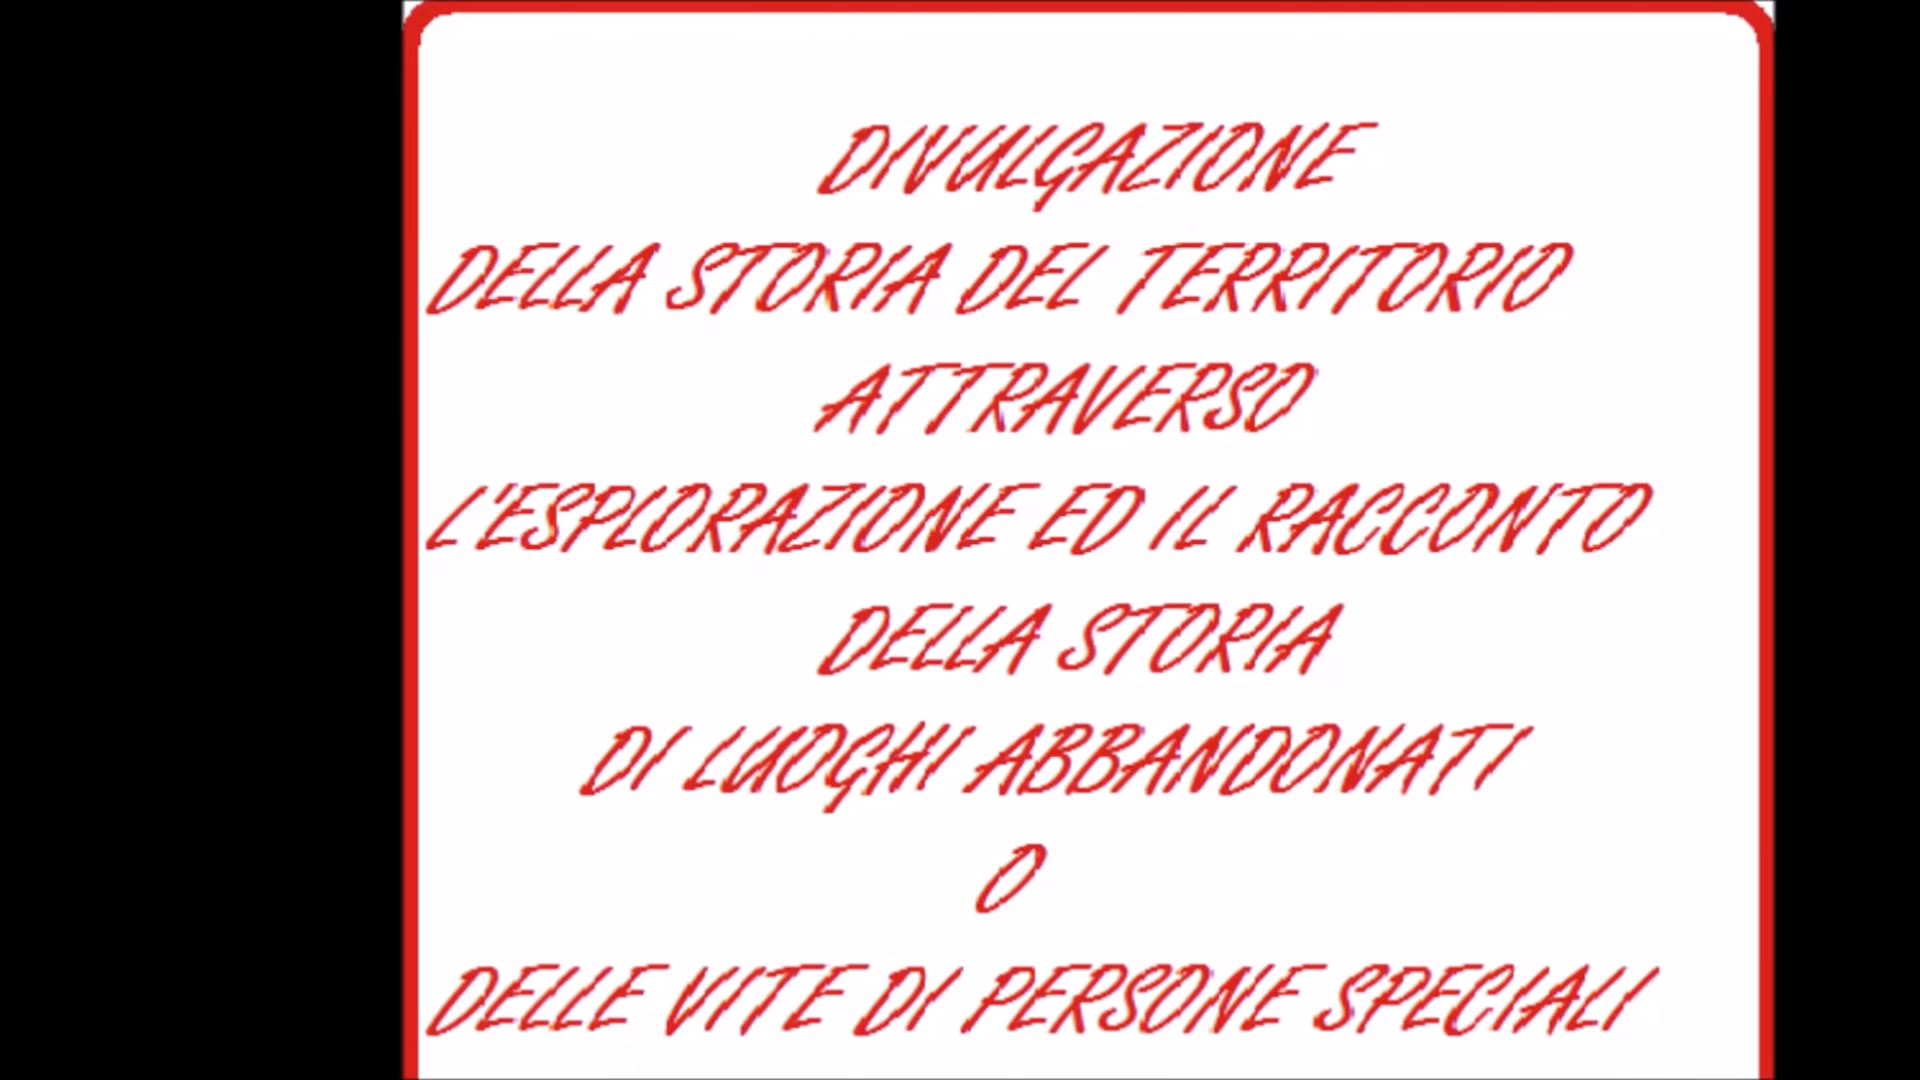 DIVULGAZIONE
DELLA STORIA DEL TERRITORIO
ATTRAVERSO
L'ESPLORAZIONE ED IL RACCONTO
DELLA STORIA
DI LUOGHI ABBANDONATI
O
DELLE VITE DI PERSONE SPECIALI